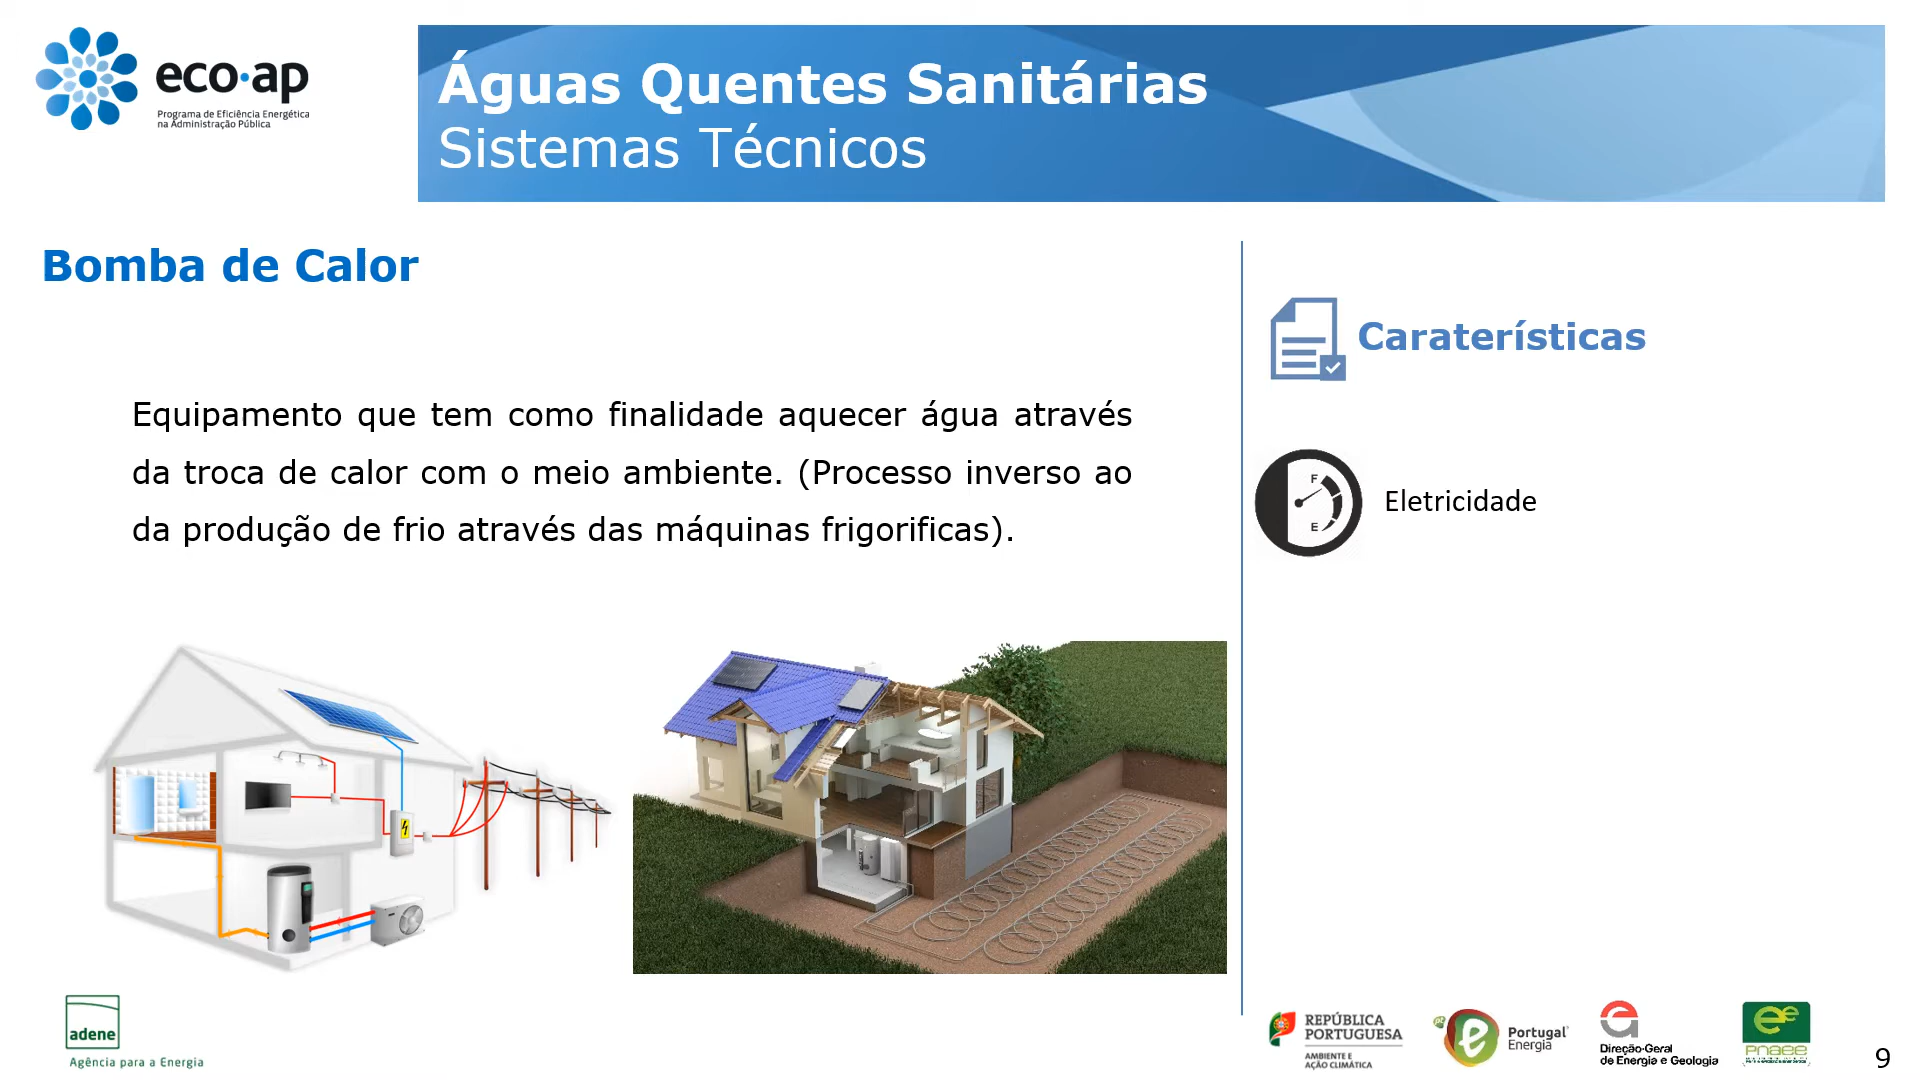 eco·ap
Programa de Eficiência Energética
na Administração Pública
Águas Quentes Sanitárias
Sistemas Técnicos
Bomba de Calor
Equipamento que tem como finalidade aquecer água através
da troca de calor com o meio ambiente. (Processo inverso ao
da produção de frio através das máquinas frigorificas).
Caraterísticas
F
E
Eletricidade
adene
Agência para a Energia
REPÚBLICA
PORTUGUESA
AMBIENTE E
AÇÃO CLIMÁTICA
Portugal
Energia
Direção-Geral
de Energia e Geologia
pnaee
9